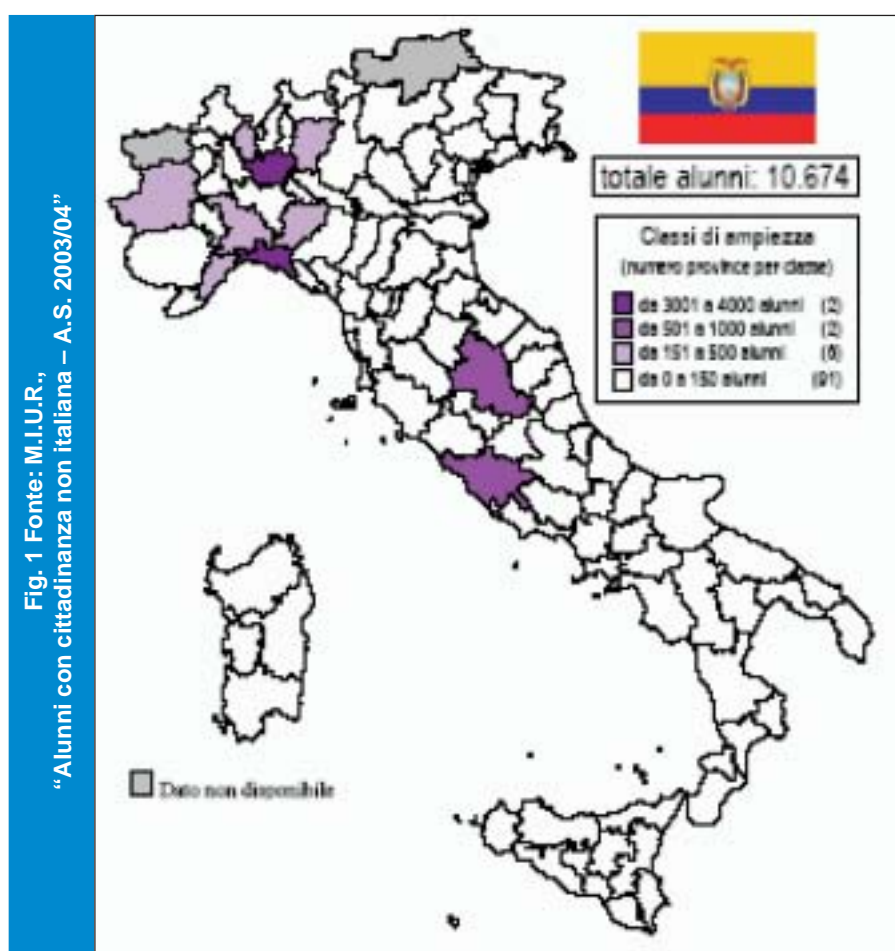 Fig. 1 Fonte: M.I.U.R.,
“Alunni con cittadinanza non italiana – A.S. 2003/04”
totale alunni: 10.674
Classi di ampiezza
(numero province per classe)
da 3001 a 4000 alunni (2)
da 501 a 1000 alunni (2)
da 151 a 500 alunni (6)
da 0 a 150 alunni (91)
Dato non disponibile